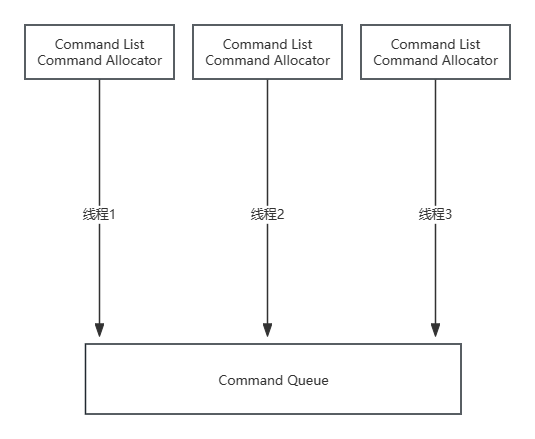 Command List
Command Allocator
Command List
Command Allocator
Command List
Command Allocator
线程1
线程2
线程3
Command Queue